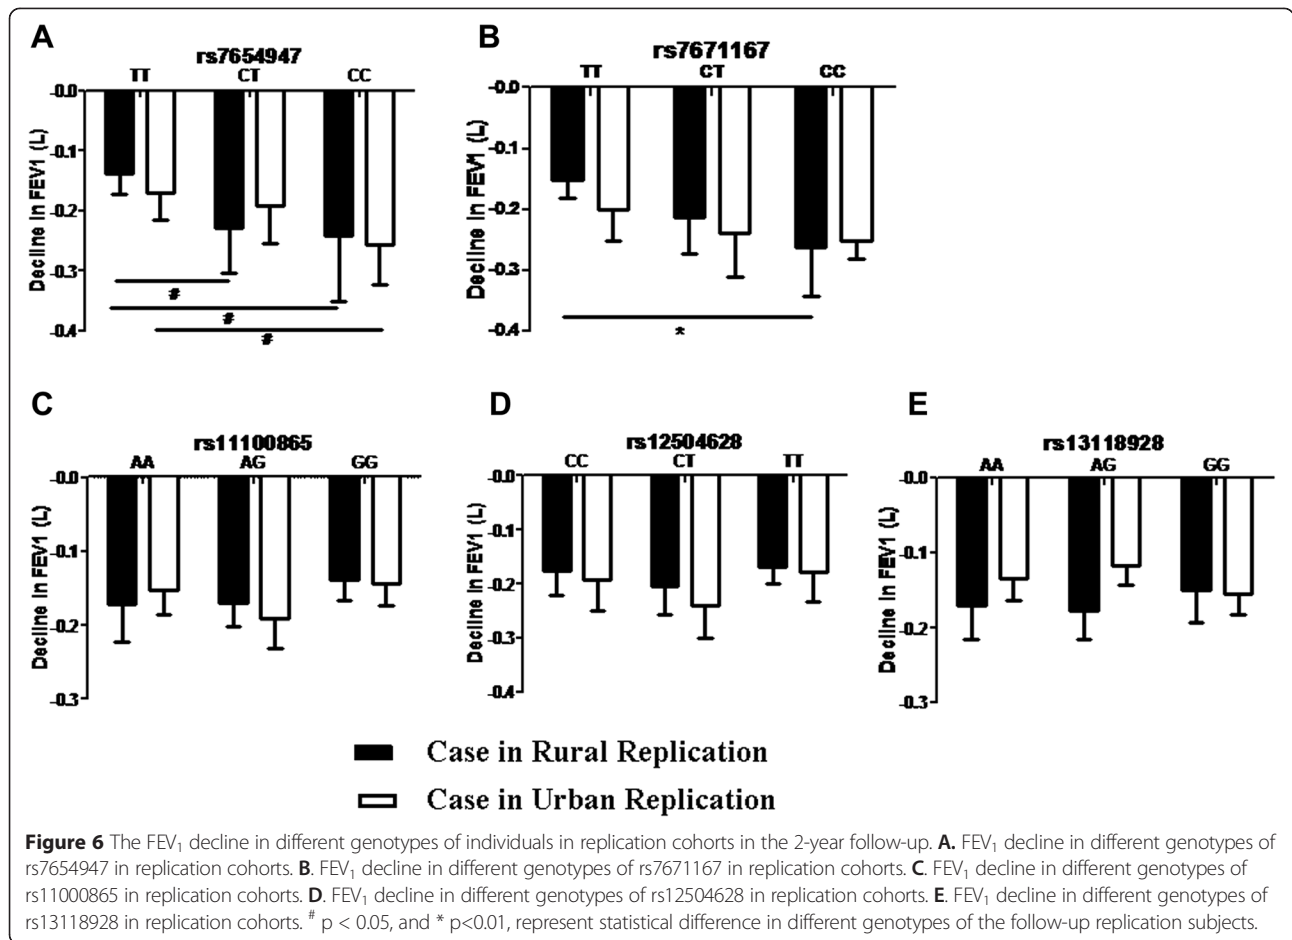 A
rs7654947
TT CT CC
-0.0
-0.1
-0.2
-0.3
-0.4
Decline in FEV1 (L)
#
#
#
B
rs7671167
TT CT CC
-0.0
-0.1
-0.2
-0.3
-0.4
Decline in FEV1 (L)
*
C
rs11100865
AA AG GG
-0.0
-0.1
-0.2
-0.3
Decline in FEV1 (L)
D
rs12504628
CC CT TT
-0.0
-0.1
-0.2
-0.3
-0.4
Decline in FEV1 (L)
E
rs13118928
AA AG GG
-0.0
-0.1
-0.2
-0.3
Decline in FEV1 (L)
Case in Rural Replication
Case in Urban Replication
Figure 6 The FEV₁ decline in different genotypes of individuals in replication cohorts in the 2-year follow-up. A. FEV₁ decline in different genotypes of
rs7654947 in replication cohorts. B. FEV₁ decline in different genotypes of rs7671167 in replication cohorts. C. FEV₁ decline in different genotypes of
rs11000865 in replication cohorts. D. FEV₁ decline in different genotypes of rs12504628 in replication cohorts. E. FEV₁ decline in different genotypes of
rs13118928 in replication cohorts. # p < 0.05, and * p<0.01, represent statistical difference in different genotypes of the follow-up replication subjects.